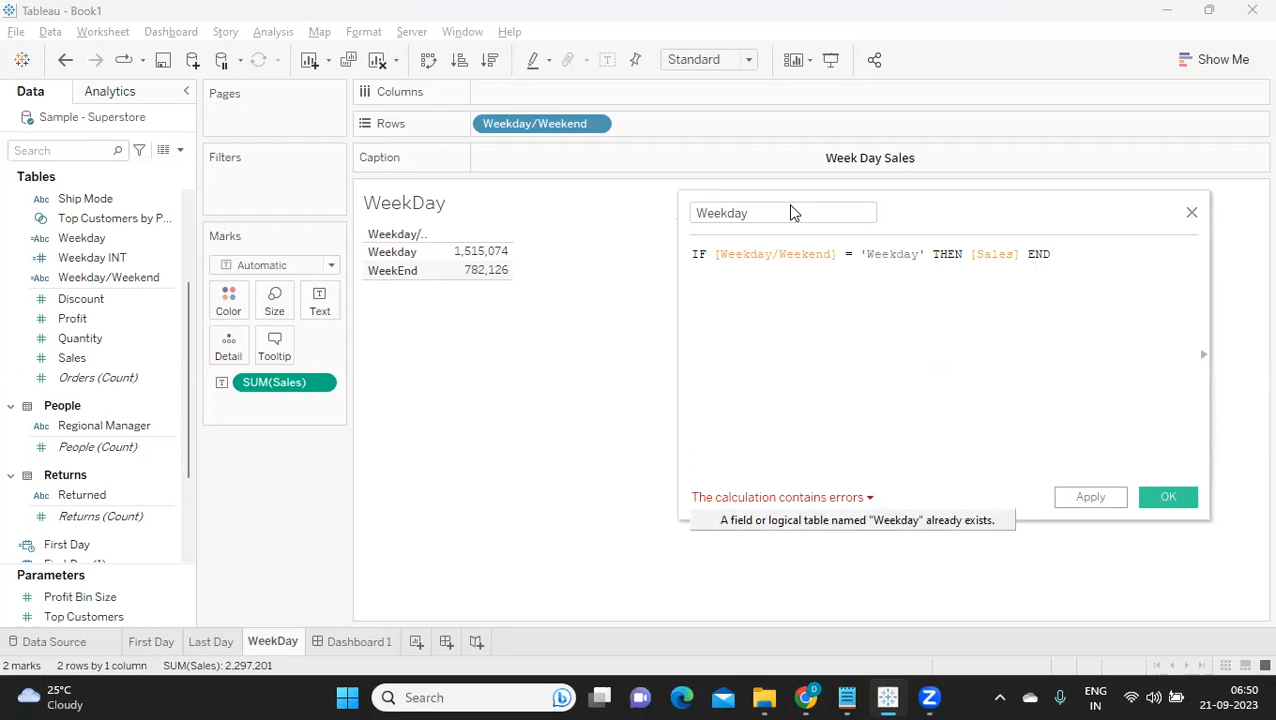 Tableau - Book1
File Data Worksheet Dashboard Story Analysis Map Format Server Window Help
Standard
Show Me
Data Analytics
Sample - Superstore
Search
Tables
Abc Ship Mode
Top Customers by P...
=Abc Weekday
Abc Weekday INT
=Abc Weekday/Weekend
# Discount
# Profit
# Quantity
# Sales
# Orders (Count)
People
Abc Regional Manager
# People (Count)
Returns
Abc Returned
# Returns (Count)
First Day
Parameters
# Profit Bin Size
# Top Customers
Pages
Filters
Marks
T Automatic
Color Size Text
Detail Tooltip
T SUM(Sales)
Columns
Rows Weekday/Weekend
Caption Week Day Sales
WeekDay
Weekday/..
Weekday 1,515,074
WeekEnd 782,126
Weekday
IF [Weekday/Weekend] = 'Weekday' THEN [Sales] END
The calculation contains errors
Apply OK
A field or logical table named "Weekday" already exists.
Data Source First Day Last Day WeekDay Dashboard 1
2 marks 2 rows by 1 column SUM(Sales): 2,297,201
25°C
Cloudy
Search
ENG
IN
06:50
21-09-2023